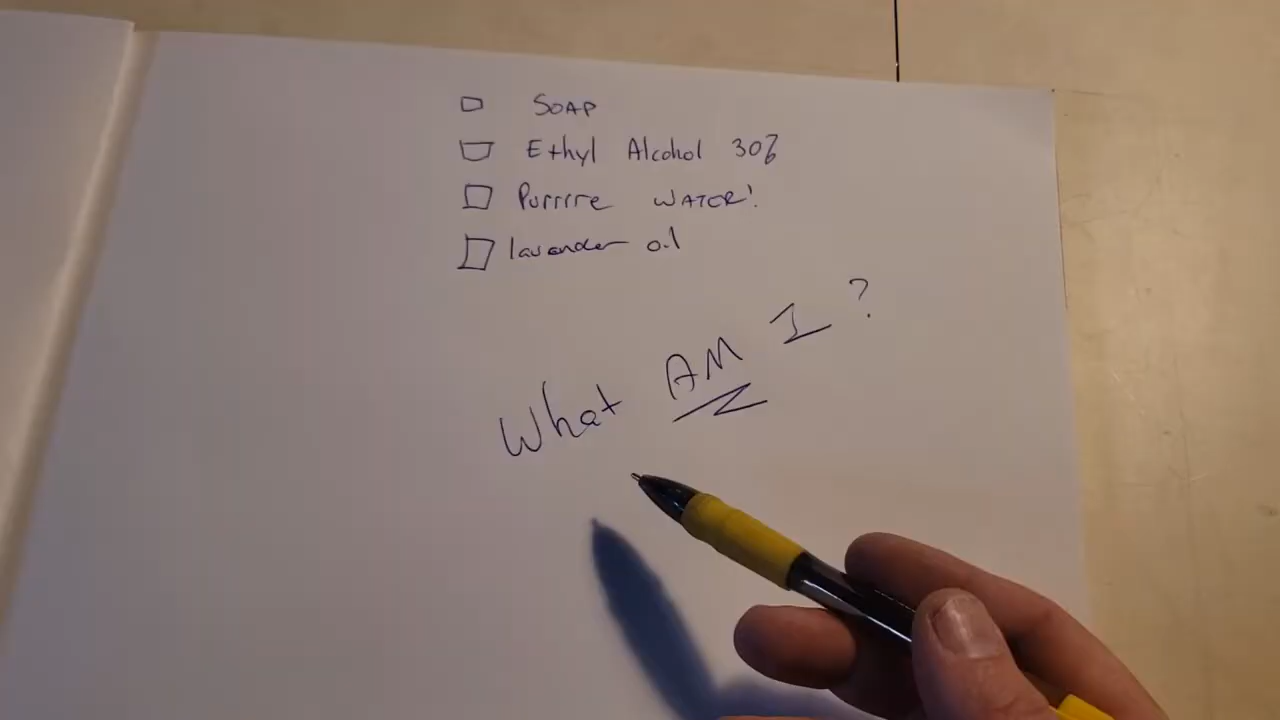 SOAP
Ethyl Alcohol 30%
Purrrre WATER!
lavender oil
What AM I?